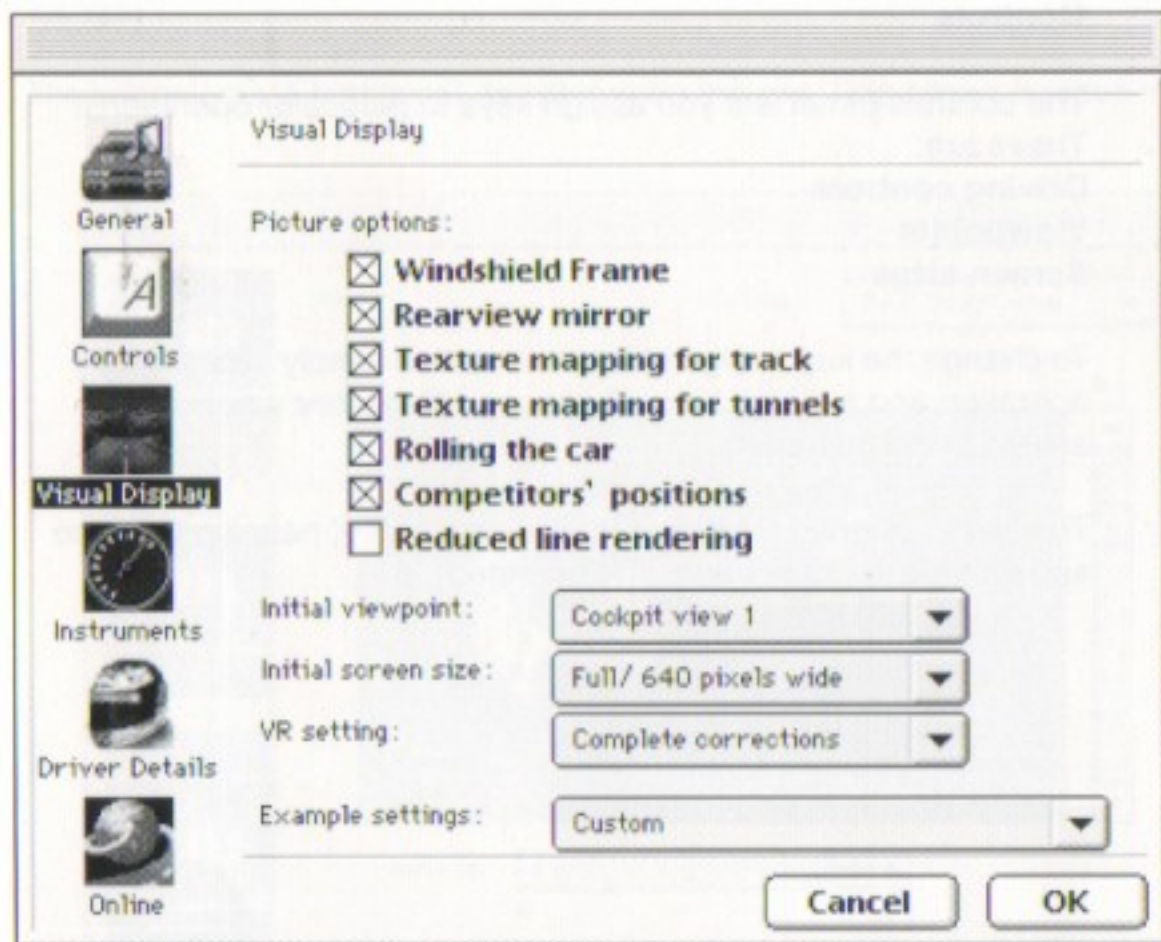 Visual Display
General
Controls
Visual Display
Instruments
Driver Details
Online
Picture options:
Windshield Frame
Rearview mirror
Texture mapping for track
Texture mapping for tunnels
Rolling the car
Competitors' positions
Reduced line rendering
Initial viewpoint: Cockpit view 1
Initial screen size: Full/ 640 pixels wide
VR setting: Complete corrections
Example settings: Custom
Cancel OK